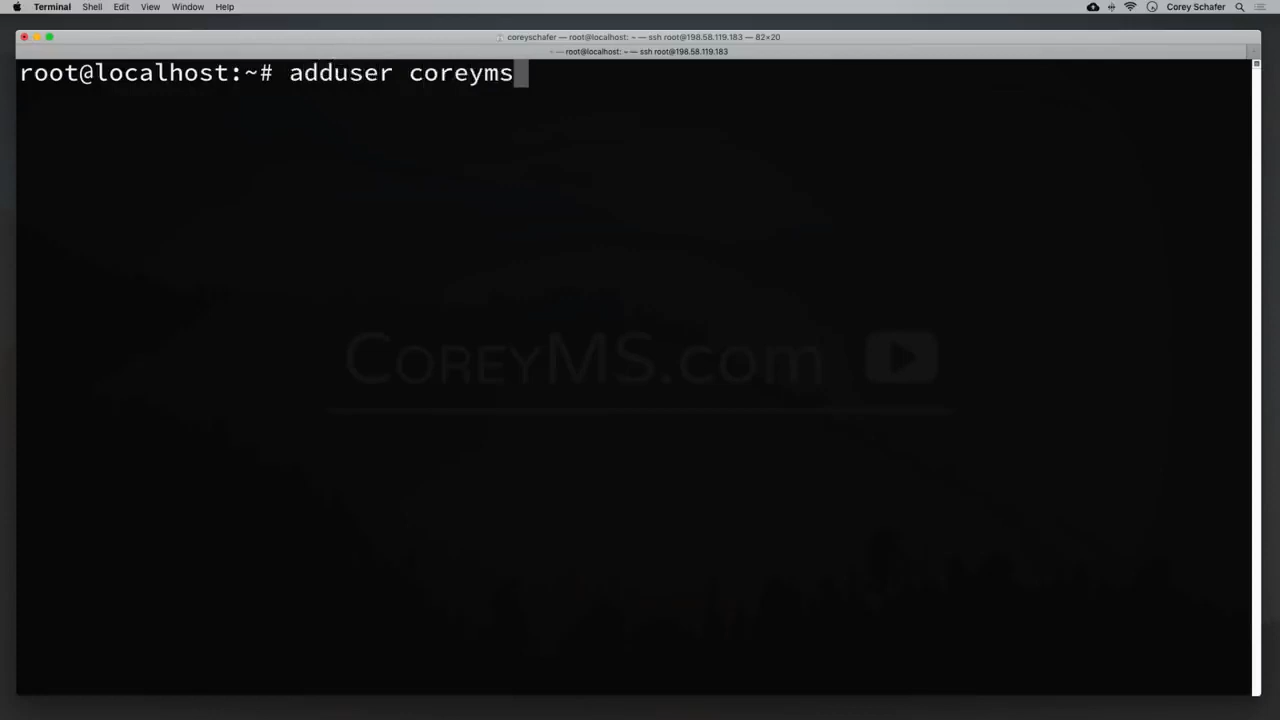 Terminal Shell Edit View Window Help Corey Schafer
coreyschafer — root@localhost: ~ — ssh root@198.58.119.183 — 82×20
~ — root@localhost: ~ — ssh root@198.58.119.183
root@localhost:~# adduser coreyms
CoreyMS.com